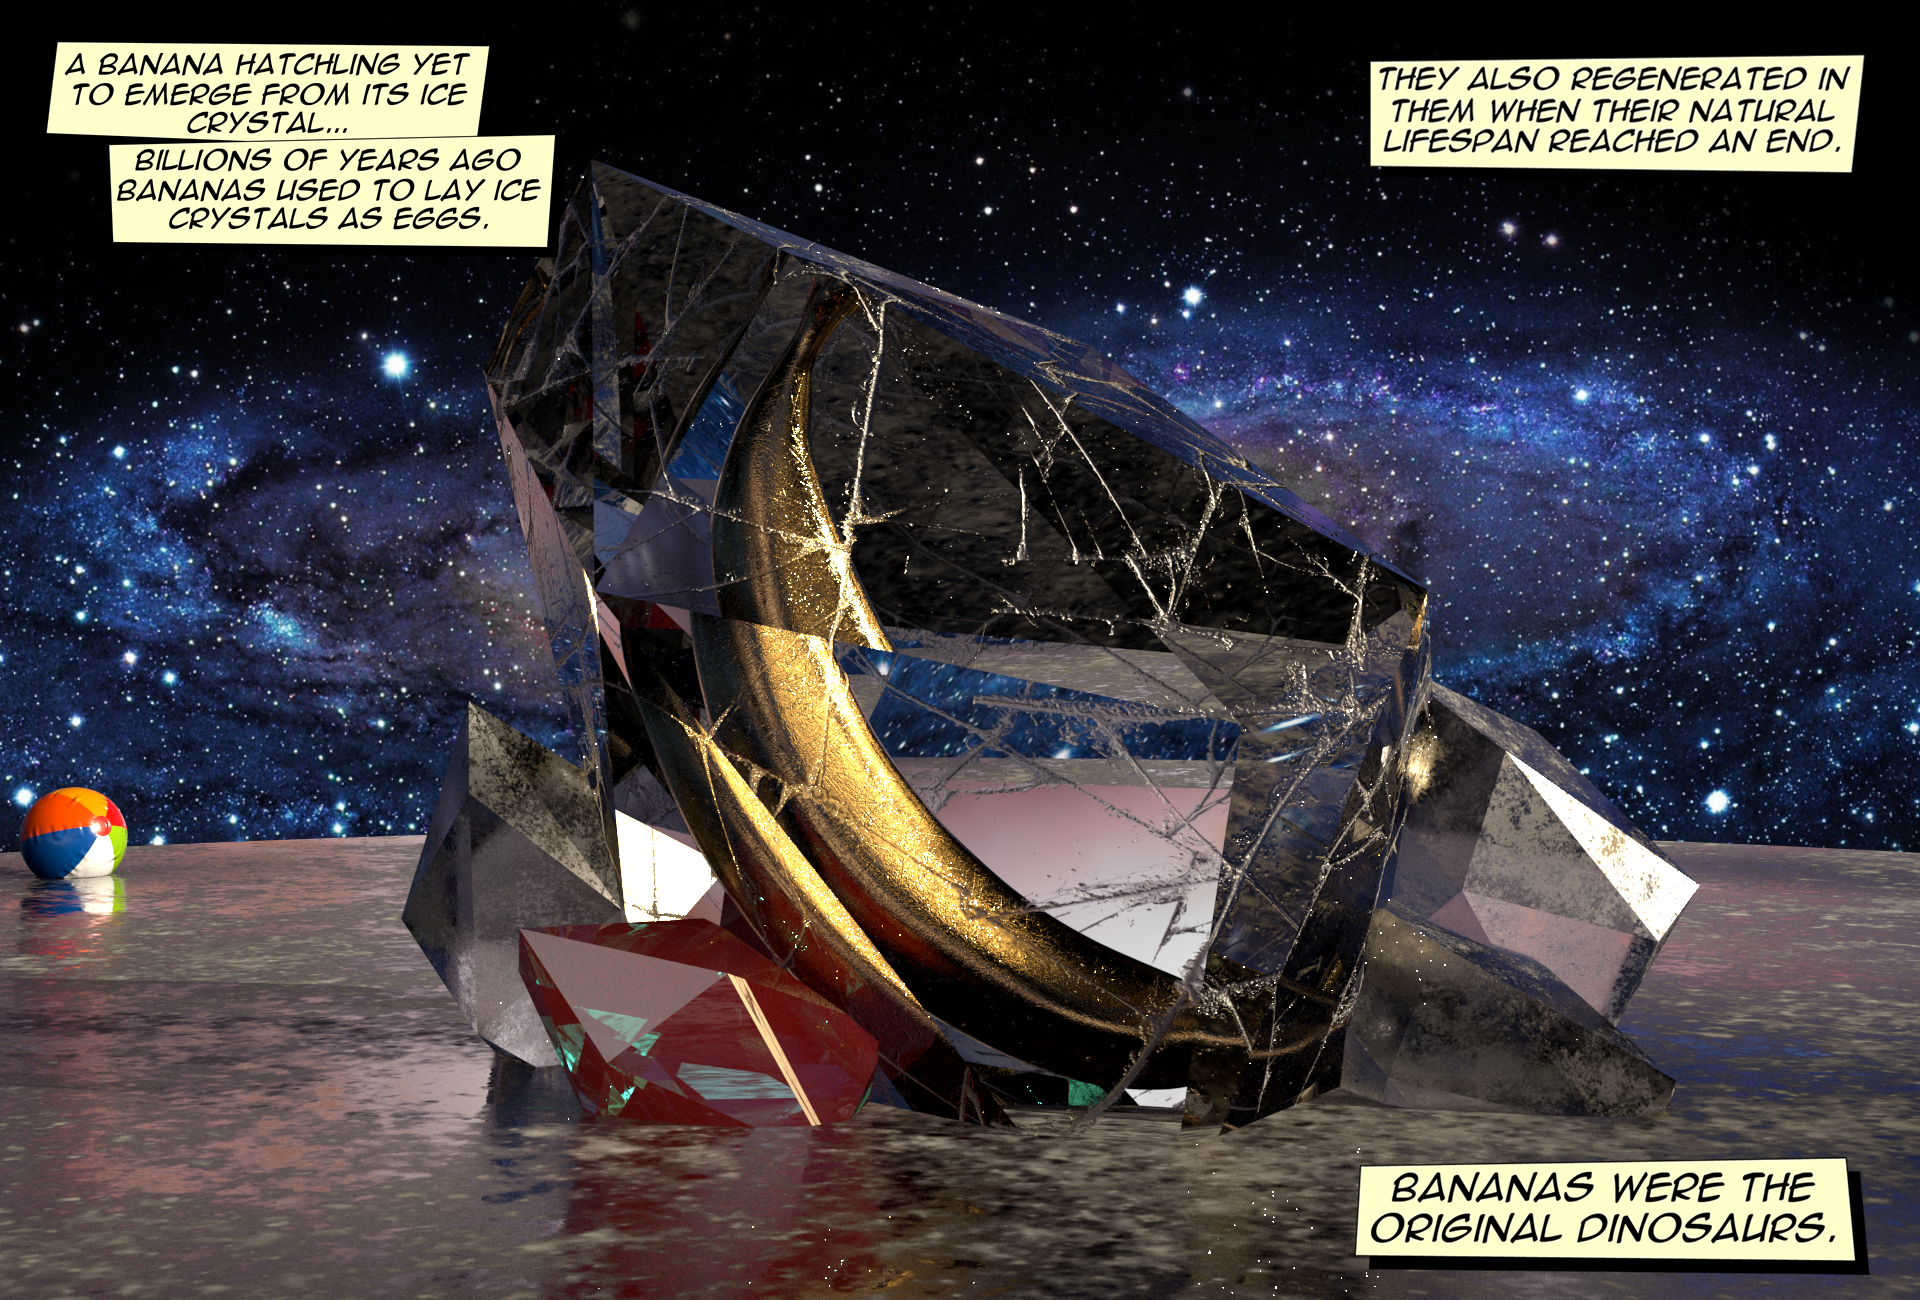 A BANANA HATCHLING YET
TO EMERGE FROM ITS ICE
CRYSTAL...
BILLIONS OF YEARS AGO
BANANAS USED TO LAY ICE
CRYSTALS AS EGGS.
THEY ALSO REGENERATED IN
THEM WHEN THEIR NATURAL
LIFESPAN REACHED AN END.
BANANAS WERE THE
ORIGINAL DINOSAURS.